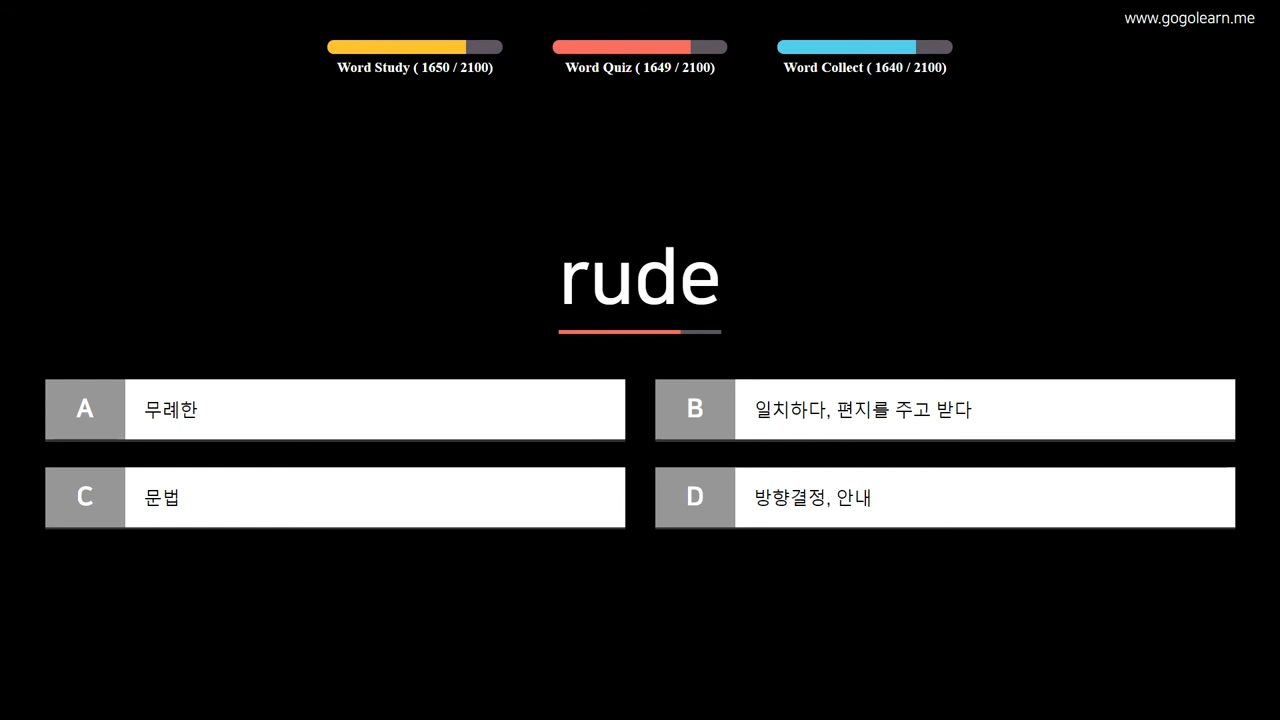 www.gogolearn.me
Word Study ( 1650 / 2100)
Word Quiz ( 1649 / 2100)
Word Collect ( 1640 / 2100)
rude
A 무례한
B 일치하다, 편지를 주고 받다
C 문법
D 방향결정, 안내